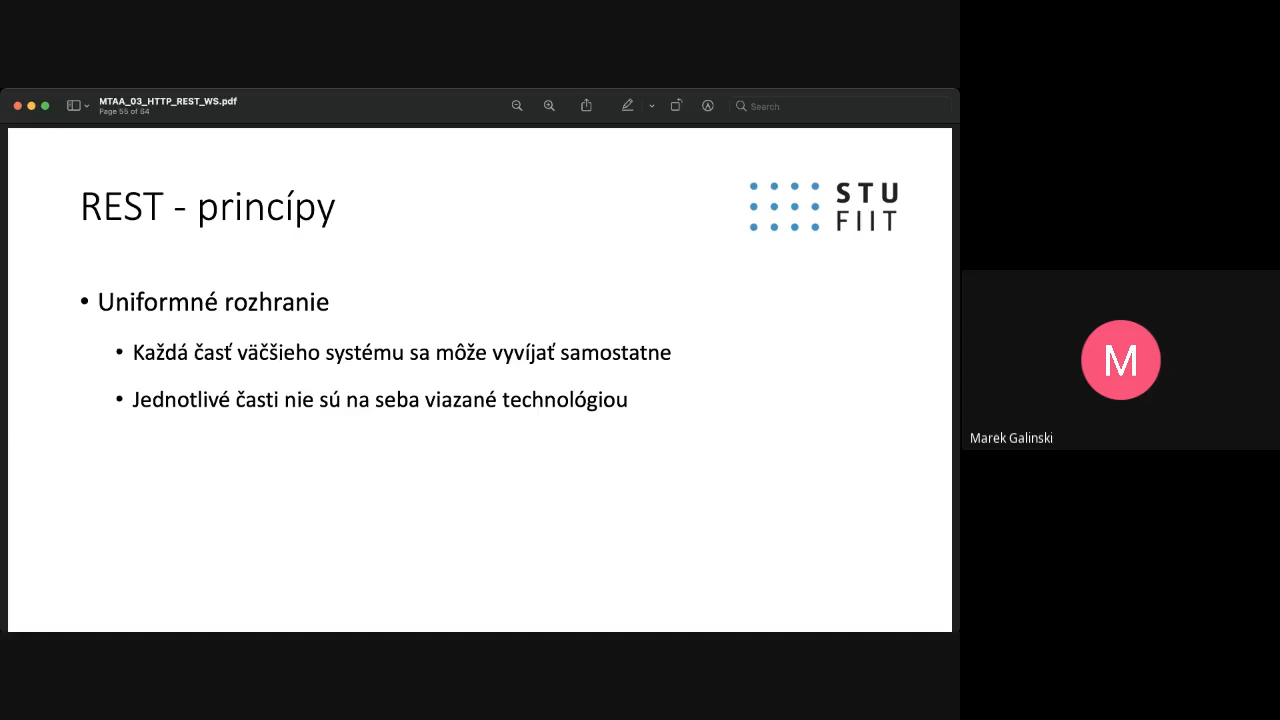 MTAA_03_HTTP_REST_WS.pdf
Page 55 of 64
Search
REST - princípy
STU
FIIT
• Uniformné rozhranie
• Každá časť väčšieho systému sa môže vyvíjať samostatne
• Jednotlivé časti nie sú na seba viazané technológiou
M
Marek Galinski